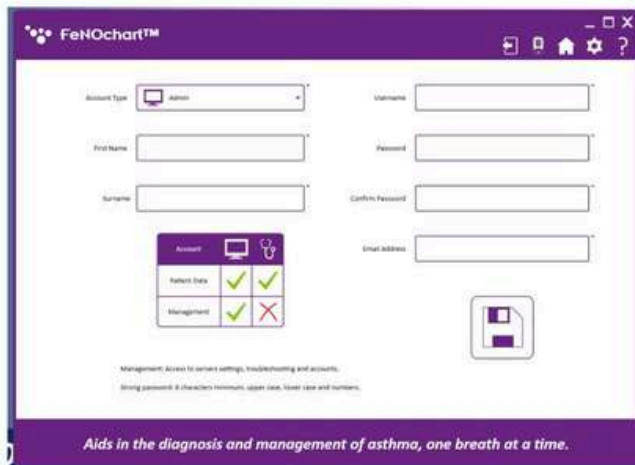 FeNOchart™
?
Account Type
Admin
Username
First Name
Password
Surname
Confirm Password
Email Address
Account
Patient Data
Management
Management: Access to servers settings, troubleshooting and accounts.
Strong password: 8 characters minimum, upper case, lower case and numbers.
Aids in the diagnosis and management of asthma, one breath at a time.